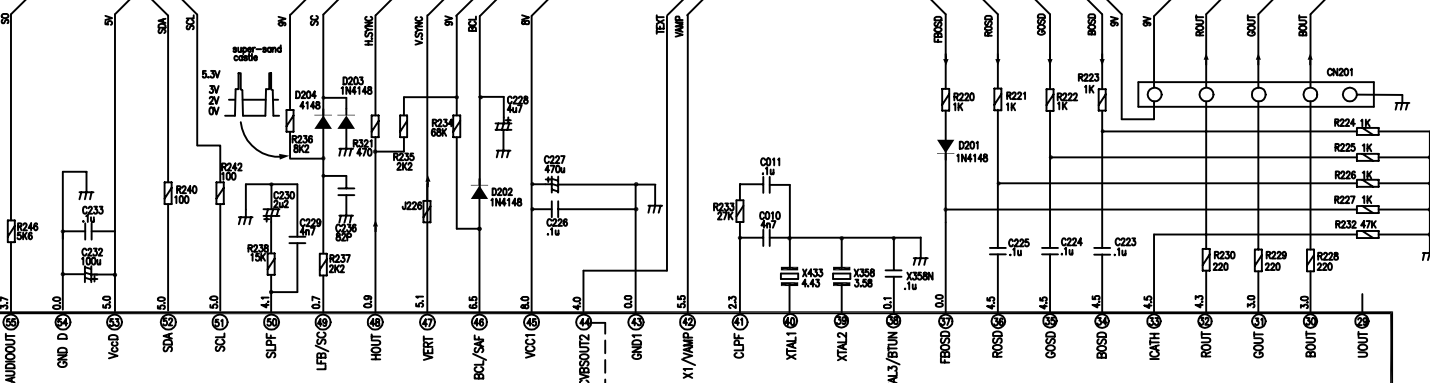 SO
5V
SDA
SCL
9V
SC
H.SYNC
V.SYNC
9V
BCL
8V
TEXT
VAMP
FBOSD
ROSD
GOSD
BOSD
9V
9V
ROUT
GOUT
BOUT
super-sand
castle
5.3V
3V
2V
0V
D204
4148
D203
1N4148
R236
8K2
R321
470
R235
2K2
R234
68K
C228
4u7
R220
1K
R221
1K
R222
1K
R223
1K
CN201
R224 1K
R225 1K
R226 1K
R227 1K
R232 47K
D201
1N4148
C227
470u
C226
.1u
C011
.1u
R233
27K
C010
4n7
R242
100
R240
100
C230
2u2
C229
4n7
C236
82P
J226
D202
1N4148
R246
5K6
C233
.1u
C232
100u
R238
15K
R237
2K2
X433
4.43
X358
3.58
X358N
.1u
C225
.1u
C224
.1u
C223
.1u
R230
220
R229
220
R228
220
3.7
0.0
5.0
5.0
5.0
4.1
0.7
0.9
5.1
6.5
8.0
4.0
0.0
5.5
2.3
0.1
0.0
4.5
4.5
4.5
4.5
4.3
3.0
3.0
55
54
53
52
51
50
49
48
47
46
45
44
43
42
41
40
39
38
37
36
35
34
33
32
31
30
29
AUDIOOUT
GND D
VccD
SDA
SCL
SLPF
LFB/SC
HOUT
VERT
BCL/SAF
VCC1
CVBSOUT2
GND1
X1/VAMP
CLPF
XTAL1
XTAL2
AL3/BTUN
FBOSD
ROSD
GOSD
BOSD
ICATH
ROUT
GOUT
BOUT
UOUT